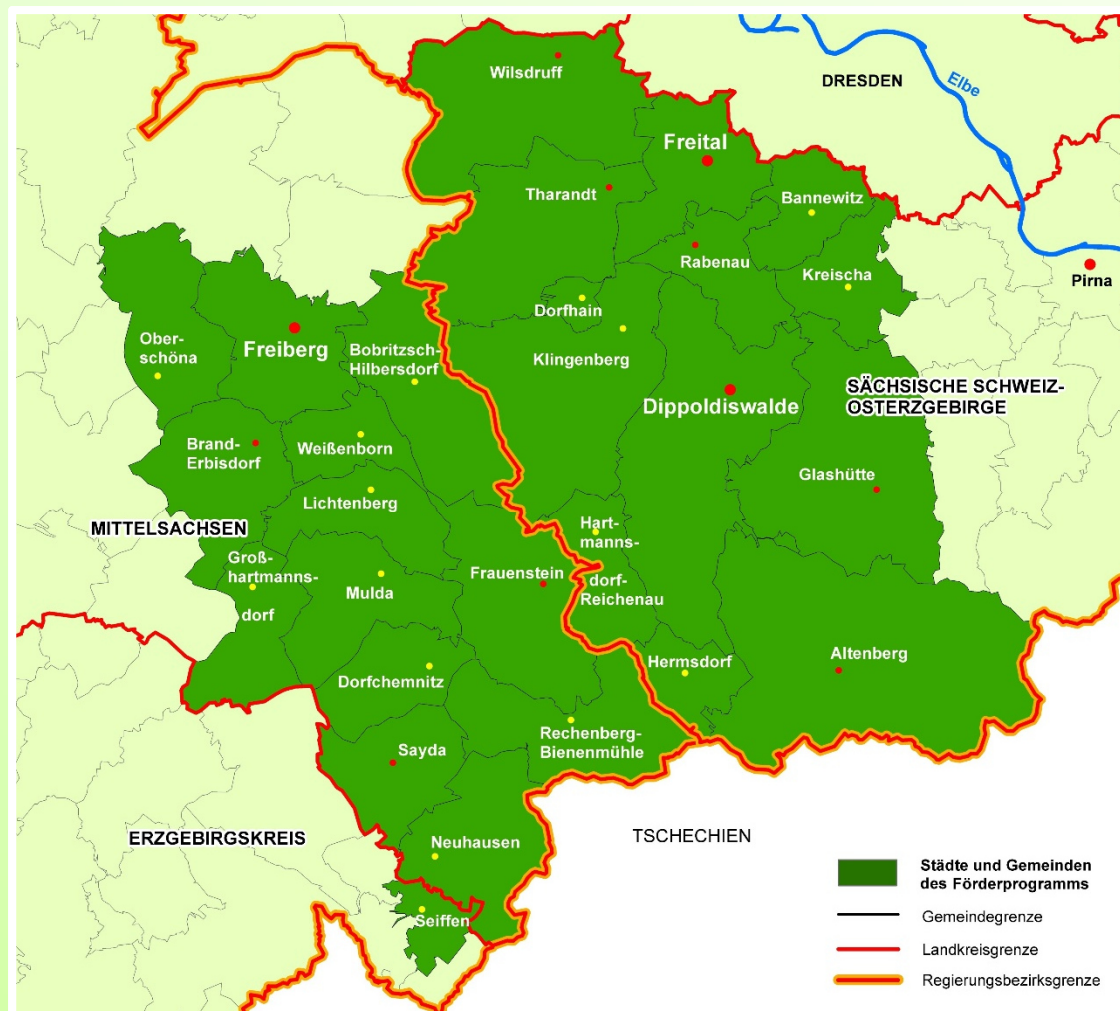 Wilsdruff
DRESDEN
Elbe
Freital
Tharandt
Bannewitz
Rabenau
Kreischa
Pirna
Dorfhain
Ober-
schöna
Freiberg
Bobritzsch-
Hilbersdorf
Klingenberg
SÄCHSISCHE SCHWEIZ-
OSTERZGEBIRGE
Dippoldiswalde
Brand-
Erbisdorf
Weißenborn
Glashütte
Lichtenberg
MITTELSACHSEN
Hart-
manns-
dorf-
Reichenau
Groß-
hartmanns-
dorf
Mulda
Frauenstein
Hermsdorf
Altenberg
Dorfchemnitz
Rechenberg-
Bienenmühle
Sayda
ERZGEBIRGSKREIS
Neuhausen
TSCHECHIEN
Seiffen
Städte und Gemeinden
des Förderprogramms
Gemeindegrenze
Landkreisgrenze
Regierungsbezirksgrenze